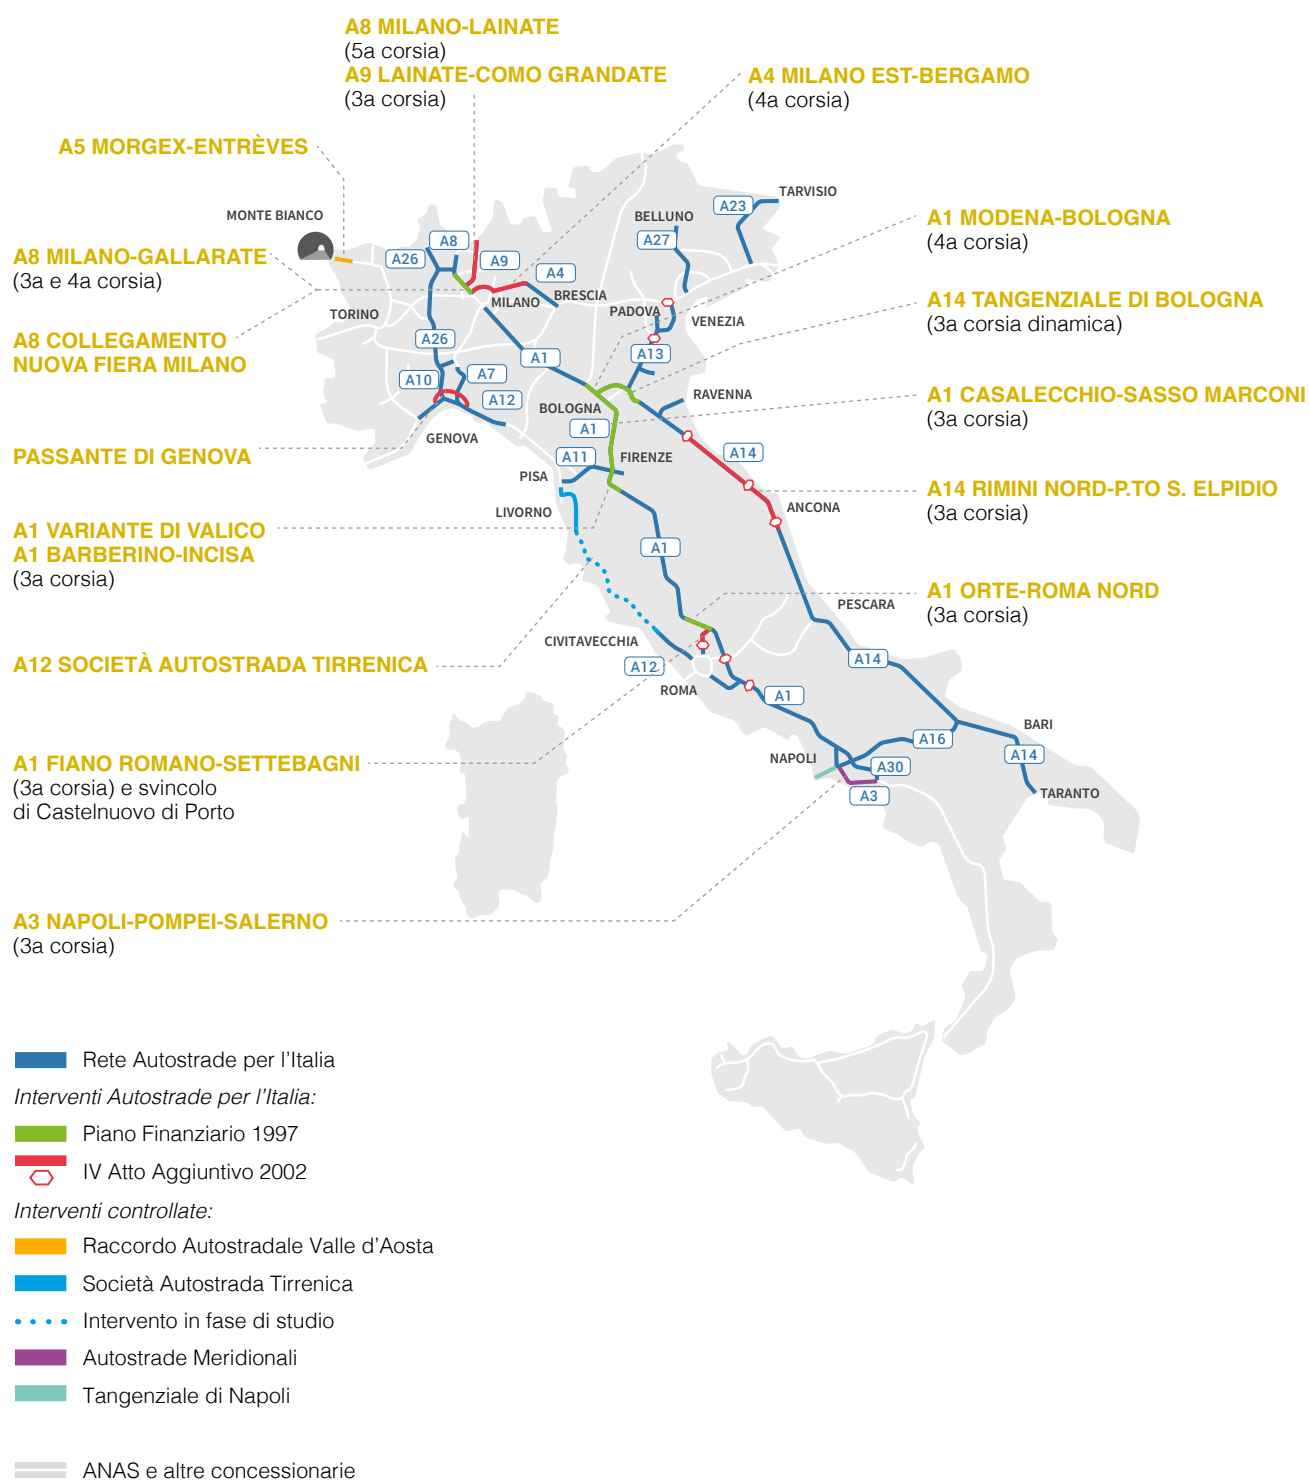 A8 MILANO-LAINATE
(5a corsia)
A9 LAINATE-COMO GRANDATE
(3a corsia)
A4 MILANO EST-BERGAMO
(4a corsia)
A5 MORGEX-ENTRÈVES
MONTE BIANCO
A8 MILANO-GALLARATE
(3a e 4a corsia)
A8 COLLEGAMENTO
NUOVA FIERA MILANO
PASSANTE DI GENOVA
A1 VARIANTE DI VALICO
A1 BARBERINO-INCISA
(3a corsia)
A12 SOCIETÀ AUTOSTRADA TIRRENICA
A1 FIANO ROMANO-SETTEBAGNI
(3a corsia) e svincolo
di Castelnuovo di Porto
A3 NAPOLI-POMPEI-SALERNO
(3a corsia)
A1 MODENA-BOLOGNA
(4a corsia)
A14 TANGENZIALE DI BOLOGNA
(3a corsia dinamica)
A1 CASALECCHIO-SASSO MARCONI
(3a corsia)
A14 RIMINI NORD-P.TO S. ELPIDIO
(3a corsia)
A1 ORTE-ROMA NORD
(3a corsia)
TARVISIO
A23
BELLUNO
A27
A8
A26
A9
A4
BRESCIA
MILANO
TORINO
PADOVA
VENEZIA
A26
A1
A13
A10
A7
A12
RAVENNA
BOLOGNA
GENOVA
A1
A11
FIRENZE
A14
PISA
LIVORNO
ANCONA
A1
PESCARA
CIVITAVECCHIA
A12
ROMA
A14
A1
BARI
NAPOLI
A16
A14
A30
A3
TARANTO
Rete Autostrade per l'Italia
Interventi Autostrade per l'Italia:
Piano Finanziario 1997
IV Atto Aggiuntivo 2002
Interventi controllate:
Raccordo Autostradale Valle d'Aosta
Società Autostrada Tirrenica
Intervento in fase di studio
Autostrade Meridionali
Tangenziale di Napoli
ANAS e altre concessionarie